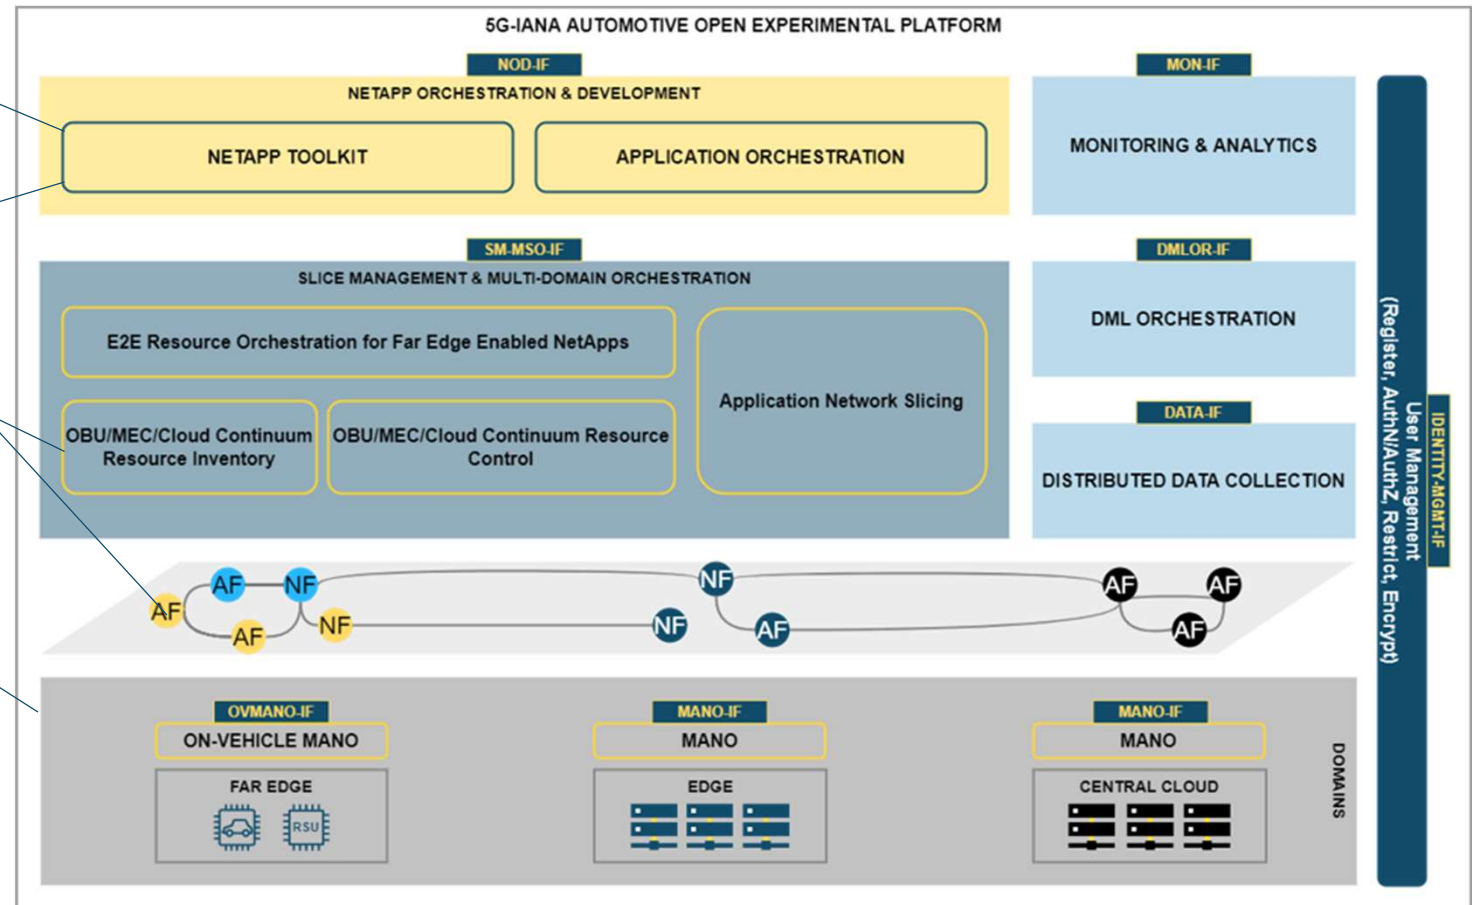 5G-IANA AUTOMOTIVE OPEN EXPERIMENTAL PLATFORM
NOD-IF
NETAPP ORCHESTRATION & DEVELOPMENT
NETAPP TOOLKIT
APPLICATION ORCHESTRATION
MON-IF
MONITORING & ANALYTICS
SM-MSO-IF
SLICE MANAGEMENT & MULTI-DOMAIN ORCHESTRATION
E2E Resource Orchestration for Far Edge Enabled NetApps
OBU/MEC/Cloud Continuum
Resource Inventory
OBU/MEC/Cloud Continuum Resource
Control
Application Network Slicing
DMLOR-IF
DML ORCHESTRATION
DATA-IF
DISTRIBUTED DATA COLLECTION
IDENTITY-MGMT-IF
User Management
(Register, AuthN/AuthZ, Restrict, Encrypt)
AF
NF
AF
AF
NF
NF
NF
AF
AF
AF
AF
OVMANO-IF
ON-VEHICLE MANO
FAR EDGE
RSU
MANO-IF
MANO
EDGE
MANO-IF
MANO
CENTRAL CLOUD
DOMAINS